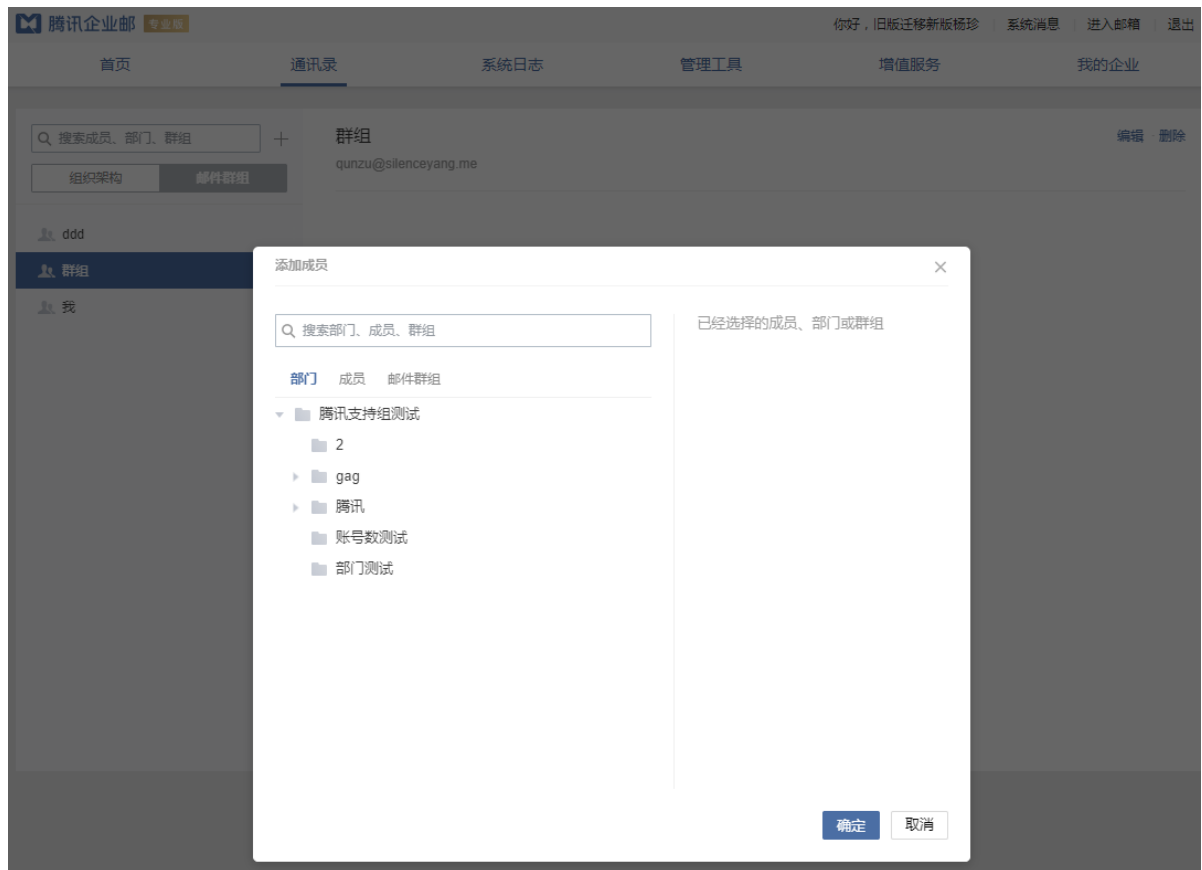 腾讯企业邮 专业版 你好，旧版迁移新版杨珍 系统消息 进入邮箱 退出
首页 通讯录 系统日志 管理工具 增值服务 我的企业
搜索成员、部门、群组 群组 编辑 删除
qunzu@silenceyang.me
组织架构 邮件群组
ddd
群组
我
添加成员
搜索部门、成员、群组 已经选择的成员、部门或群组
部门 成员 邮件群组
腾讯支持组测试
2
gag
腾讯
账号数测试
部门测试
确定 取消